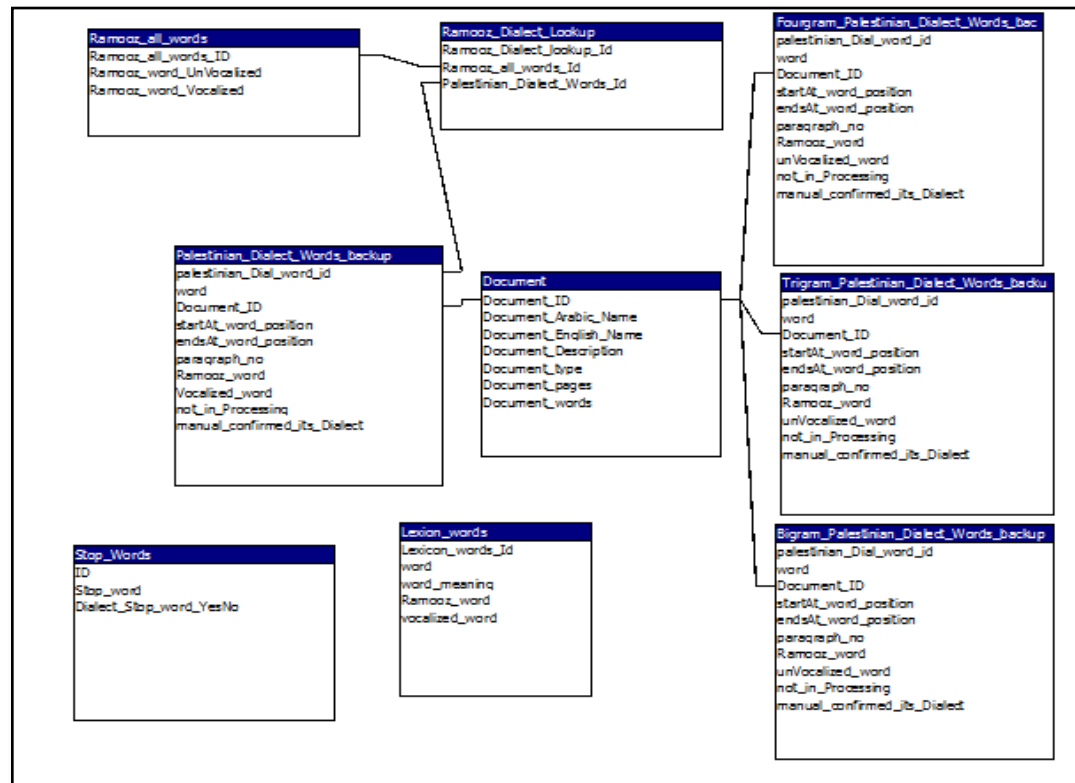 Ramooz_all_words
Ramooz_all_words_ID
Ramooz_word_UnVocalized
Ramooz_word_Vocalized
Ramooz_Dialect_Lookup
Ramooz_Dialect_lookup_Id
Ramooz_all_words_Id
Palestinian_Dialect_Words_Id
Fourgram_Palestinian_Dialect_Words_bac
palestinian_Dial_word_id
word
Document_ID
startAt_word_position
endsAt_word_position
paragraph_no
Ramooz_word
unVocalized_word
not_in_Processing
manual_confirmed_its_Dialect
Palestinian_Dialect_Words_backup
palestinian_Dial_word_id
word
Document_ID
startAt_word_position
endsAt_word_position
paragraph_no
Ramooz_word
Vocalized_word
not_in_Processing
manual_confirmed_its_Dialect
Document
Document_ID
Document_Arabic_Name
Document_English_Name
Document_Description
Document_type
Document_pages
Document_words
Trigram_Palestinian_Dialect_Words_backu
palestinian_Dial_word_id
word
Document_ID
startAt_word_position
endsAt_word_position
paragraph_no
Ramooz_word
unVocalized_word
not_in_Processing
manual_confirmed_its_Dialect
Stop_Words
ID
Stop_word
Dialect_Stop_word_YesNo
Lexion_words
Lexicon_words_Id
word
word_meaning
Ramooz_word
vocalized_word
Bigram_Palestinian_Dialect_Words_backup
palestinian_Dial_word_id
word
Document_ID
startAt_word_position
endsAt_word_position
paragraph_no
Ramooz_word
unVocalized_word
not_in_Processing
manual_confirmed_its_Dialect